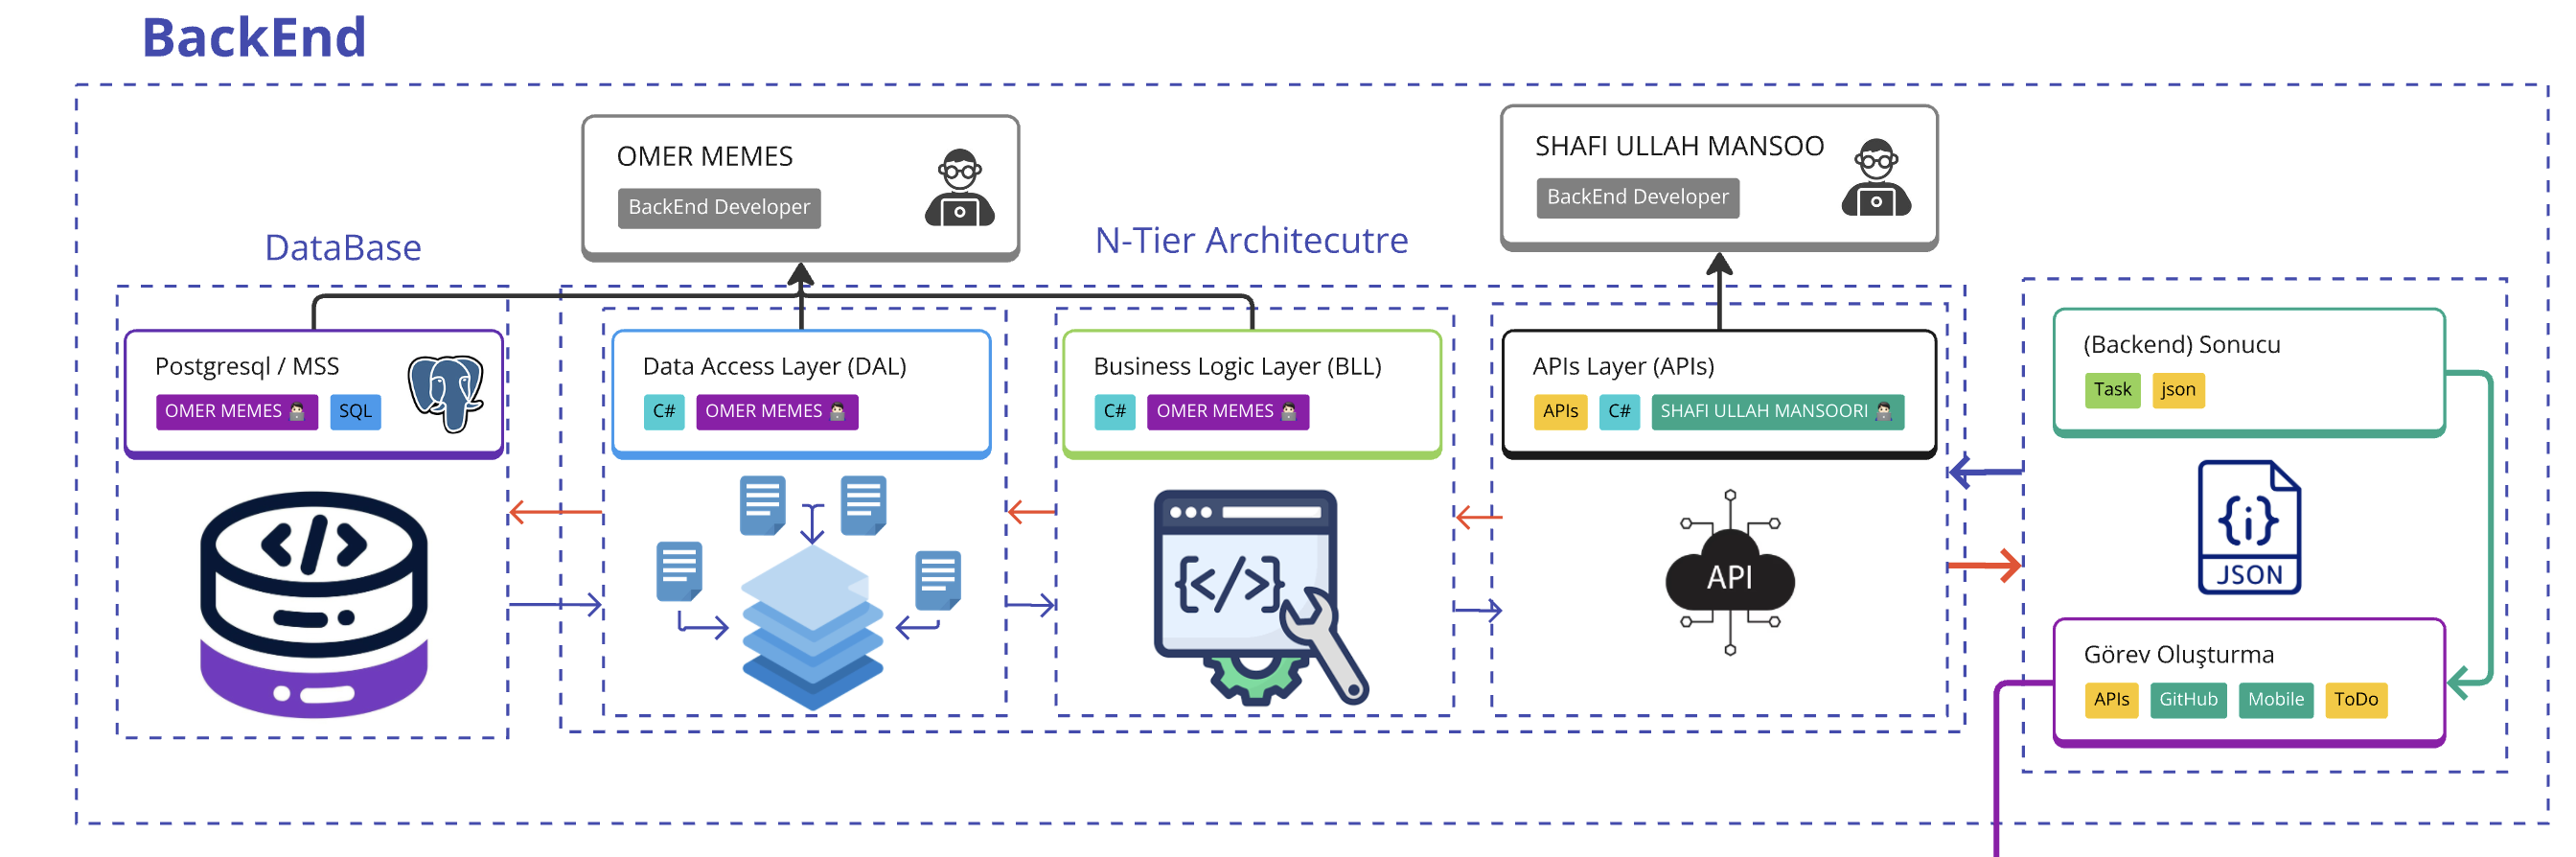 BackEnd
OMER MEMES
BackEnd Developer
SHAFI ULLAH MANSOO
BackEnd Developer
DataBase
N-Tier Architecutre
Postgresql / MSS
OMER MEMES SQL
Data Access Layer (DAL)
C# OMER MEMES
Business Logic Layer (BLL)
C# OMER MEMES
APIs Layer (APIs)
APIs C# SHAFI ULLAH MANSOORI
(Backend) Sonucu
Task json
</>
{</>}
API
{i}
JSON
Görev Oluşturma
APIs GitHub Mobile ToDo